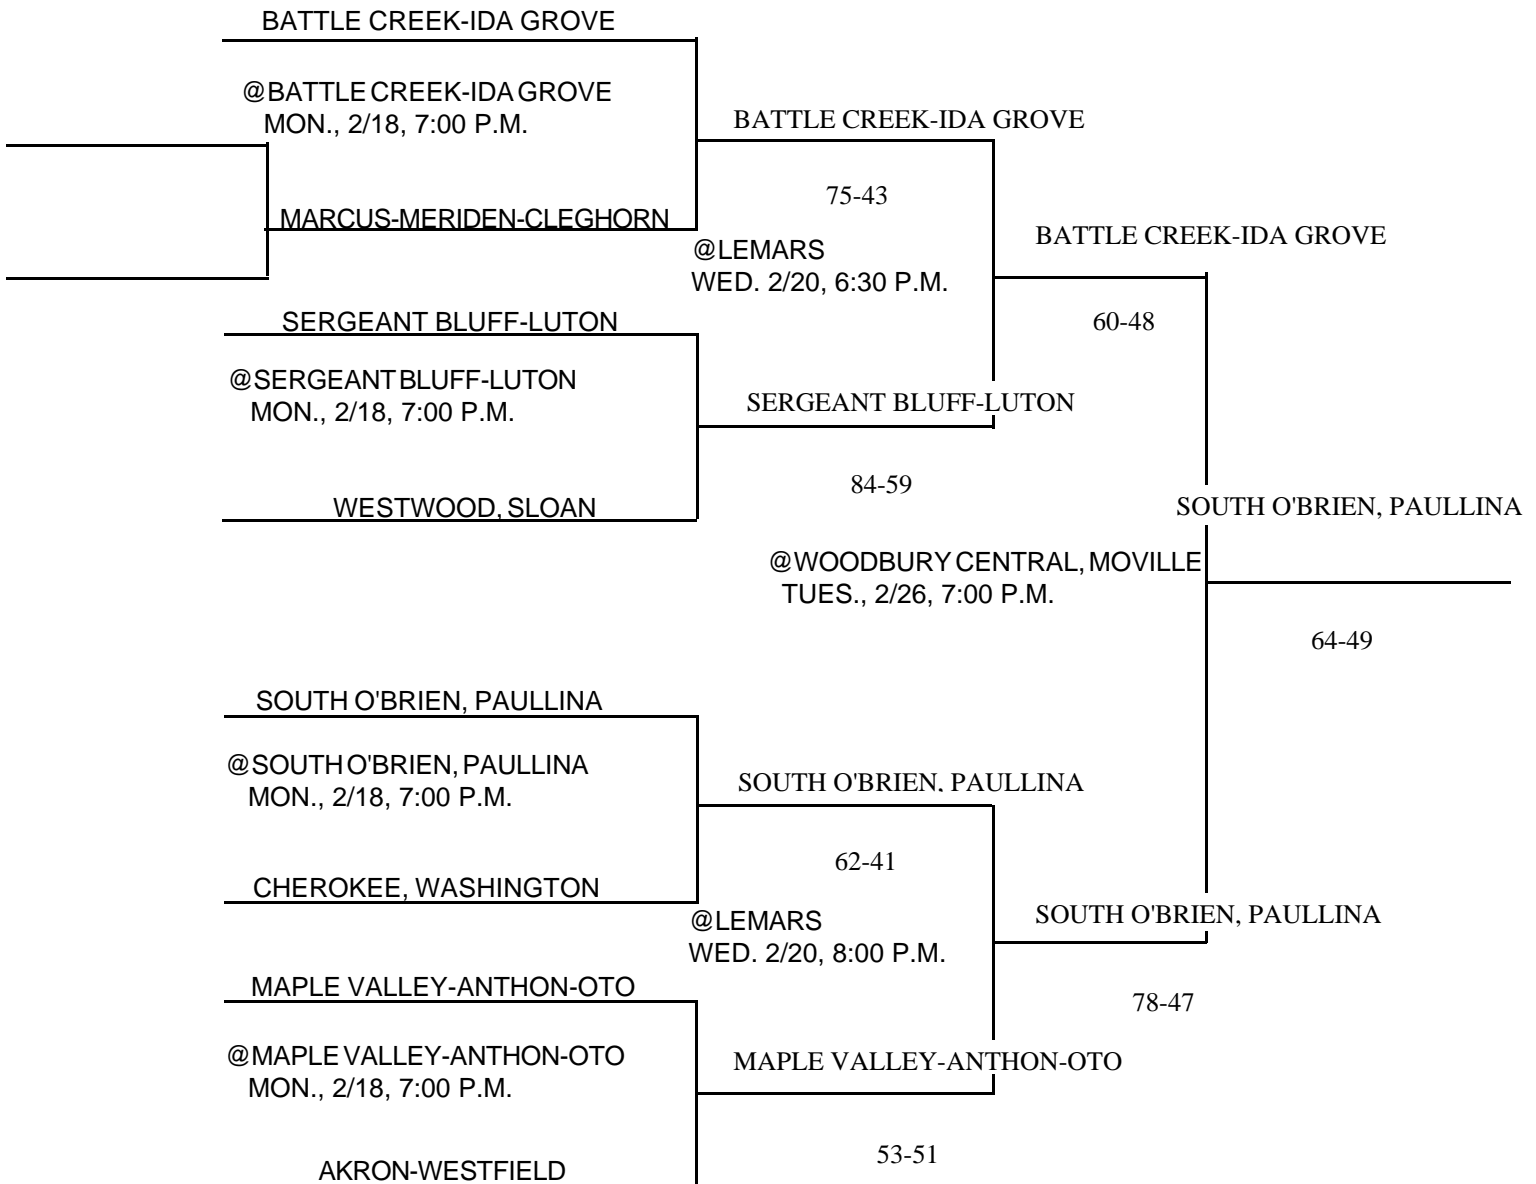 BATTLE CREEK-IDA GROVE
@BATTLE CREEK-IDA GROVE
MON., 2/18, 7:00 P.M.
BATTLE CREEK-IDA GROVE
75-43
MARCUS-MERIDEN-CLEGHORN
BATTLE CREEK-IDA GROVE
@LEMARS
WED. 2/20, 6:30 P.M.
SERGEANT BLUFF-LUTON
60-48
@SERGEANT BLUFF-LUTON
MON., 2/18, 7:00 P.M.
SERGEANT BLUFF-LUTON
84-59
WESTWOOD, SLOAN
SOUTH O'BRIEN, PAULLINA
@WOODBURY CENTRAL, MOVILLE
TUES., 2/26, 7:00 P.M.
64-49
SOUTH O'BRIEN, PAULLINA
@SOUTH O'BRIEN, PAULLINA
MON., 2/18, 7:00 P.M.
SOUTH O'BRIEN, PAULLINA
62-41
CHEROKEE, WASHINGTON
@LEMARS
WED. 2/20, 8:00 P.M.
SOUTH O'BRIEN, PAULLINA
MAPLE VALLEY-ANTHON-OTO
78-47
@MAPLE VALLEY-ANTHON-OTO
MON., 2/18, 7:00 P.M.
MAPLE VALLEY-ANTHON-OTO
53-51
AKRON-WESTFIELD